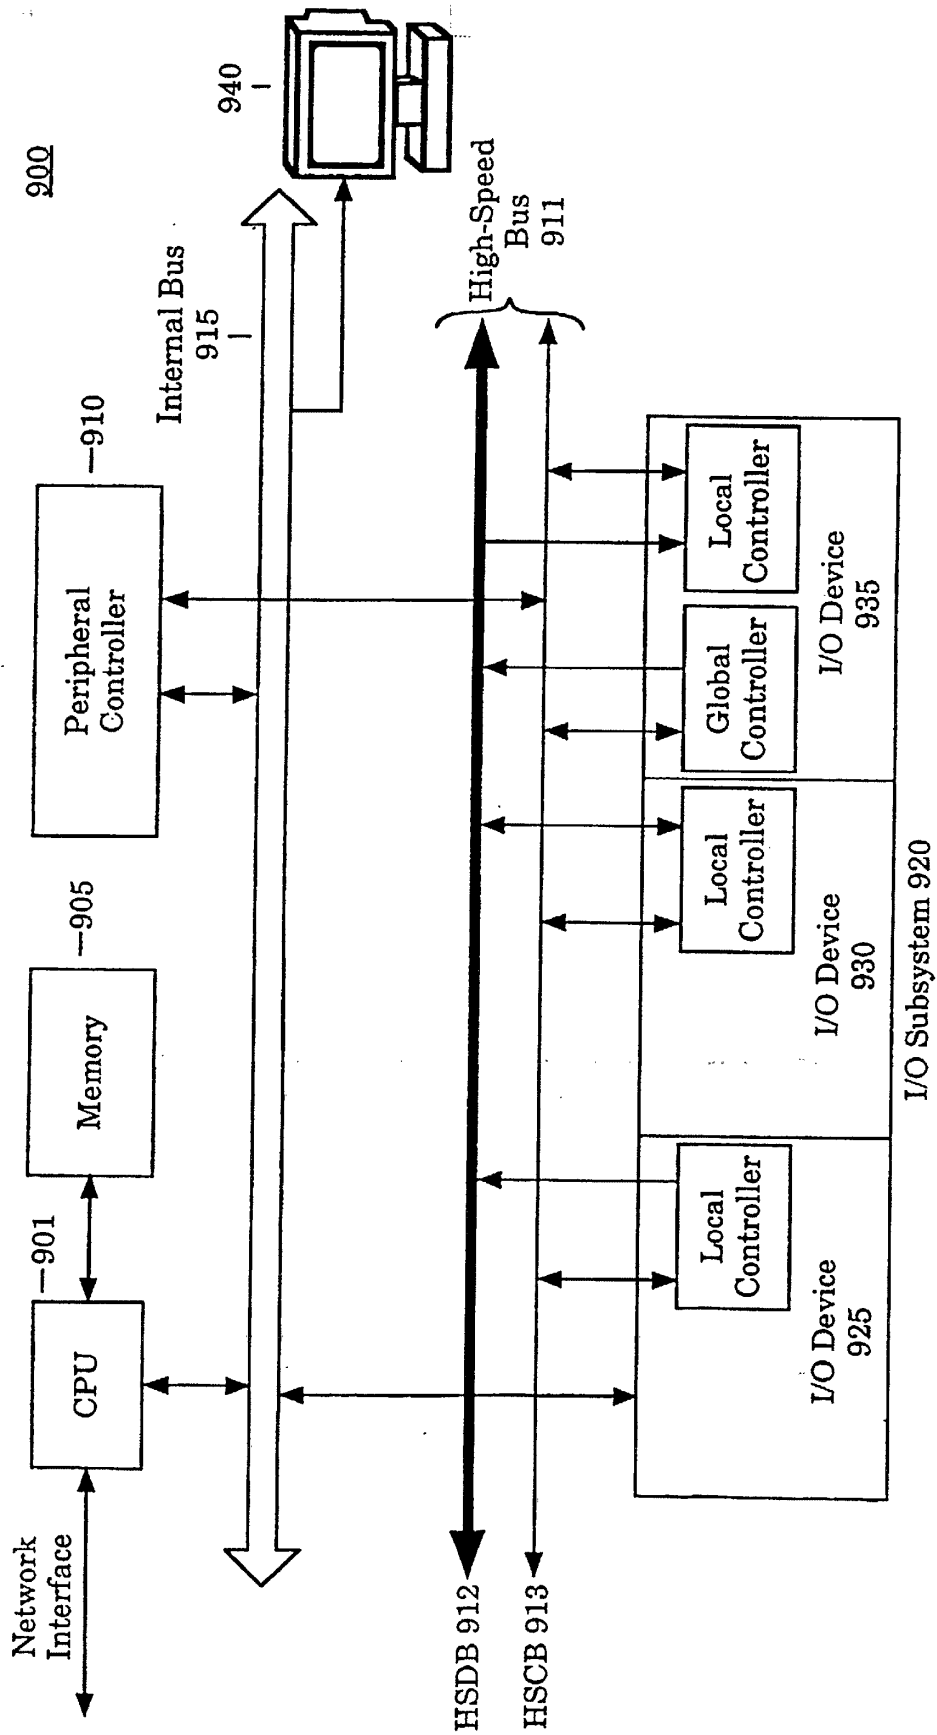 900
Network
Interface
CPU
901
Memory
905
Peripheral
Controller
910
Internal Bus
915
940
High-Speed
Bus
911
HSDB 912
HSCB 913
Local
Controller
I/O Device
925
Local
Controller
I/O Device
930
Global
Controller
Local
Controller
I/O Device
935
I/O Subsystem 920